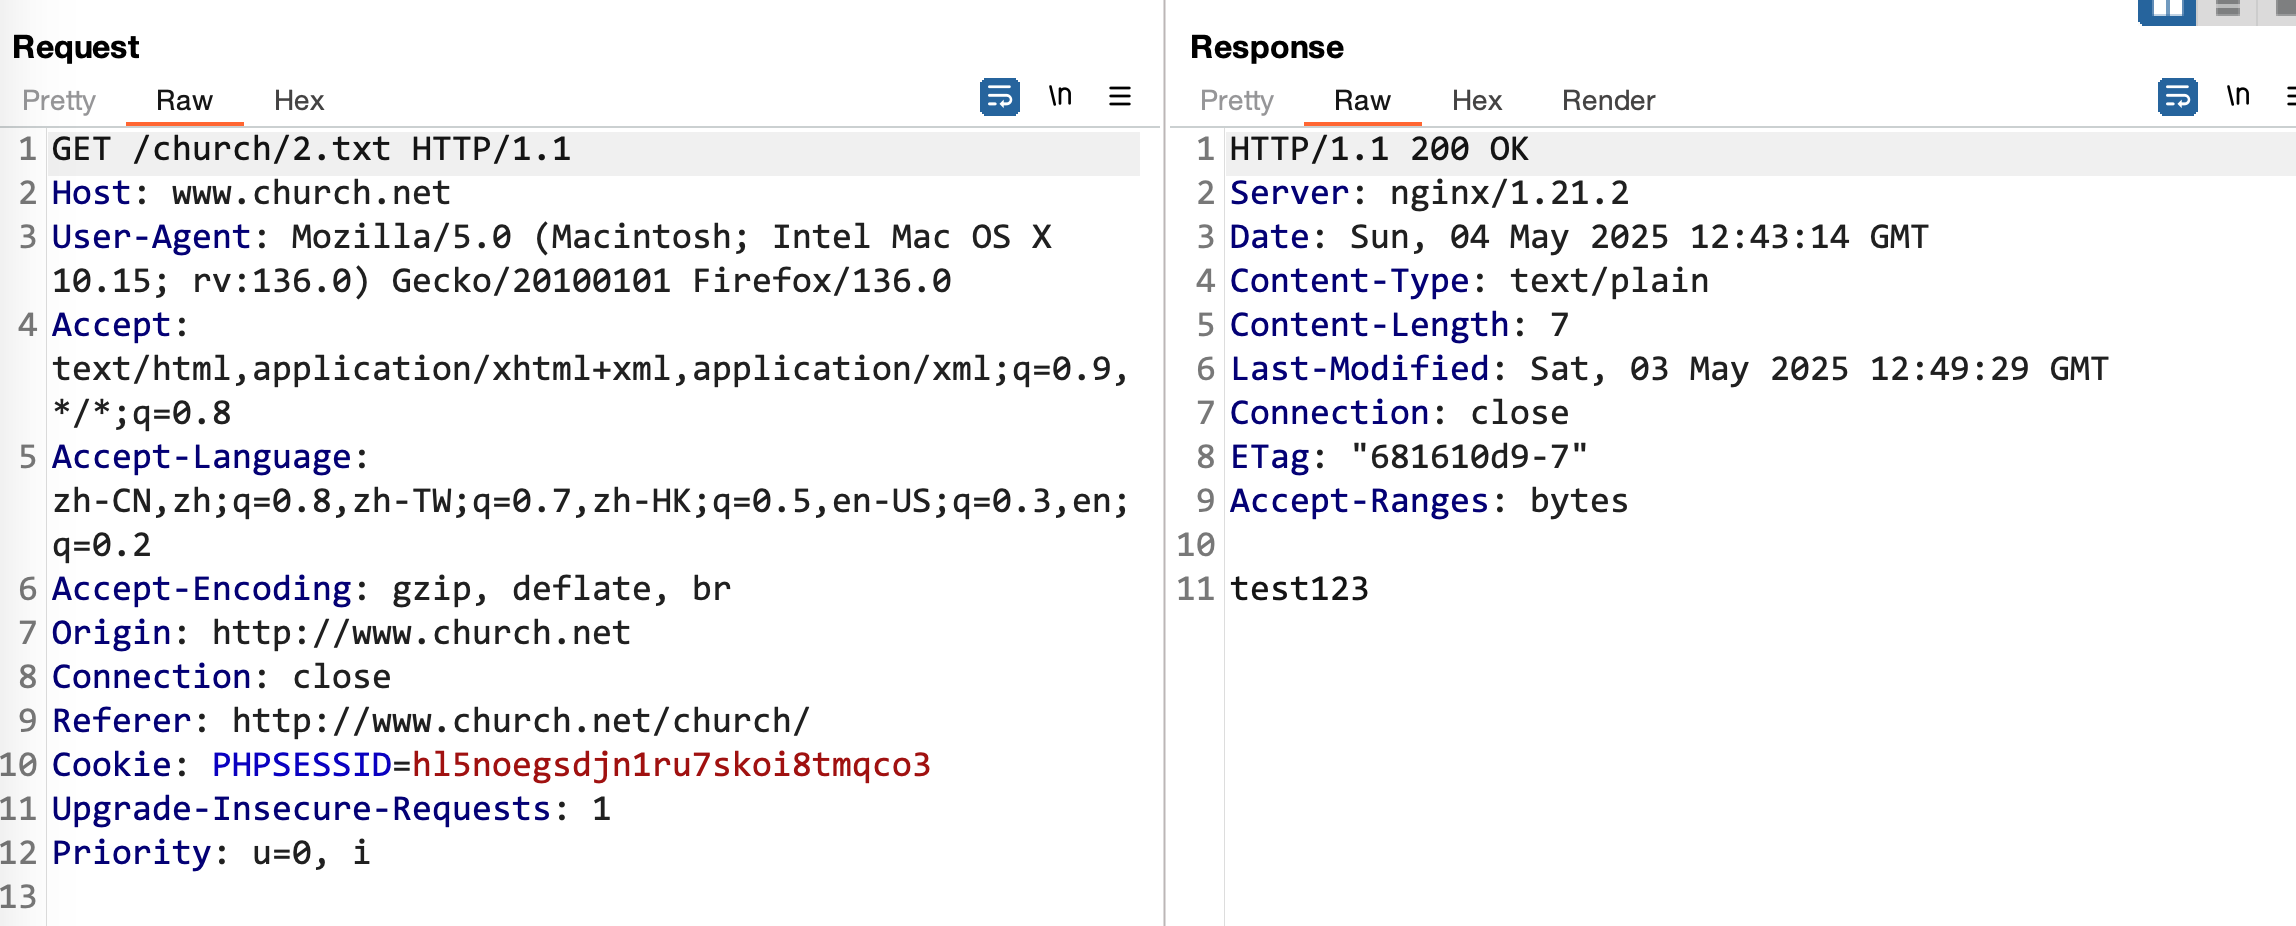 Request
Pretty Raw Hex \n
1 GET /church/2.txt HTTP/1.1
2 Host: www.church.net
3 User-Agent: Mozilla/5.0 (Macintosh; Intel Mac OS X
10.15; rv:136.0) Gecko/20100101 Firefox/136.0
4 Accept:
text/html,application/xhtml+xml,application/xml;q=0.9,
*/*;q=0.8
5 Accept-Language:
zh-CN,zh;q=0.8,zh-TW;q=0.7,zh-HK;q=0.5,en-US;q=0.3,en;
q=0.2
6 Accept-Encoding: gzip, deflate, br
7 Origin: http://www.church.net
8 Connection: close
9 Referer: http://www.church.net/church/
10 Cookie: PHPSESSID=hl5noegsdjn1ru7skoi8tmqco3
11 Upgrade-Insecure-Requests: 1
12 Priority: u=0, i
13
Response
Pretty Raw Hex Render \n
1 HTTP/1.1 200 OK
2 Server: nginx/1.21.2
3 Date: Sun, 04 May 2025 12:43:14 GMT
4 Content-Type: text/plain
5 Content-Length: 7
6 Last-Modified: Sat, 03 May 2025 12:49:29 GMT
7 Connection: close
8 ETag: "681610d9-7"
9 Accept-Ranges: bytes
10
11 test123